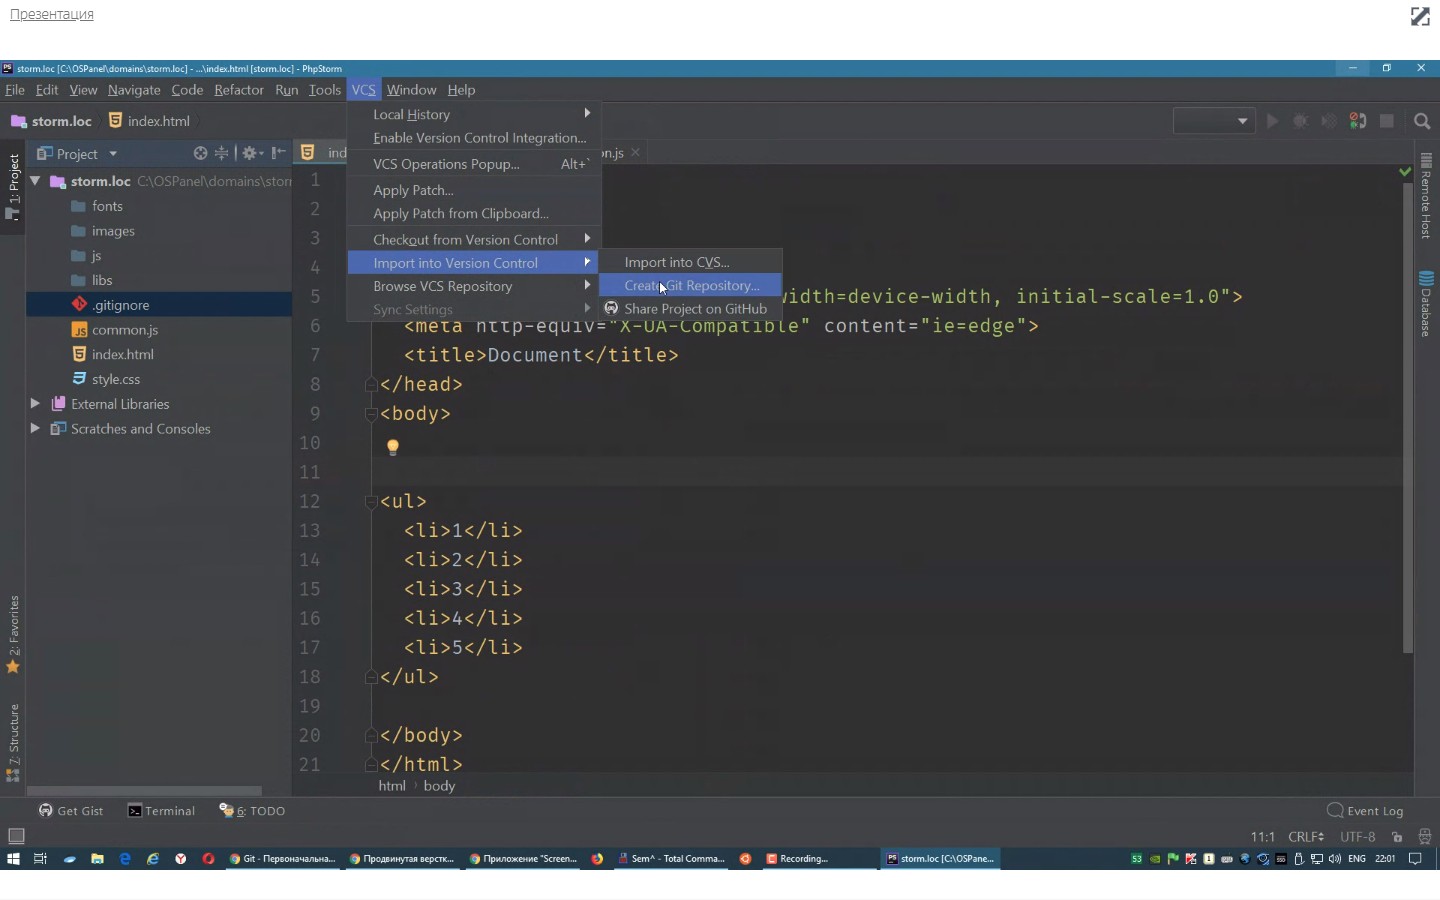 Презентация
storm.loc [C:\OSPanel\domains\storm.loc] - ...\index.html [storm.loc] - PhpStorm
File Edit View Navigate Code Refactor Run Tools VCS Window Help
storm.loc index.html
Local History
Enable Version Control Integration...
VCS Operations Popup... Alt+`
Apply Patch...
Apply Patch from Clipboard...
Checkout from Version Control
Import into Version Control
Browse VCS Repository
Sync Settings
Import into CVS...
Create Git Repository...
Share Project on GitHub
1: Project
Project
storm.loc C:\OSPanel\domains\stor
fonts
images
js
libs
.gitignore
common.js
index.html
style.css
External Libraries
Scratches and Consoles
2: Favorites
7: Structure
ind
n.js
1
2
3
4
5 width=device-width, initial-scale=1.0">
6 <meta http-equiv="X-UA-Compatible" content="ie=edge">
7 <title>Document</title>
8 </head>
9 <body>
10
11
12 <ul>
13 <li>1</li>
14 <li>2</li>
15 <li>3</li>
16 <li>4</li>
17 <li>5</li>
18 </ul>
19
20 </body>
21 </html>
html body
Remote Host
Database
Get Gist Terminal 6: TODO Event Log
11:1 CRLF UTF-8
Git - Первоначальна... Продвинутая верстк... Приложение "Screen... Sem^ - Total Comma... Recording... storm.loc [C:\OSPane... 53 ENG 22:01